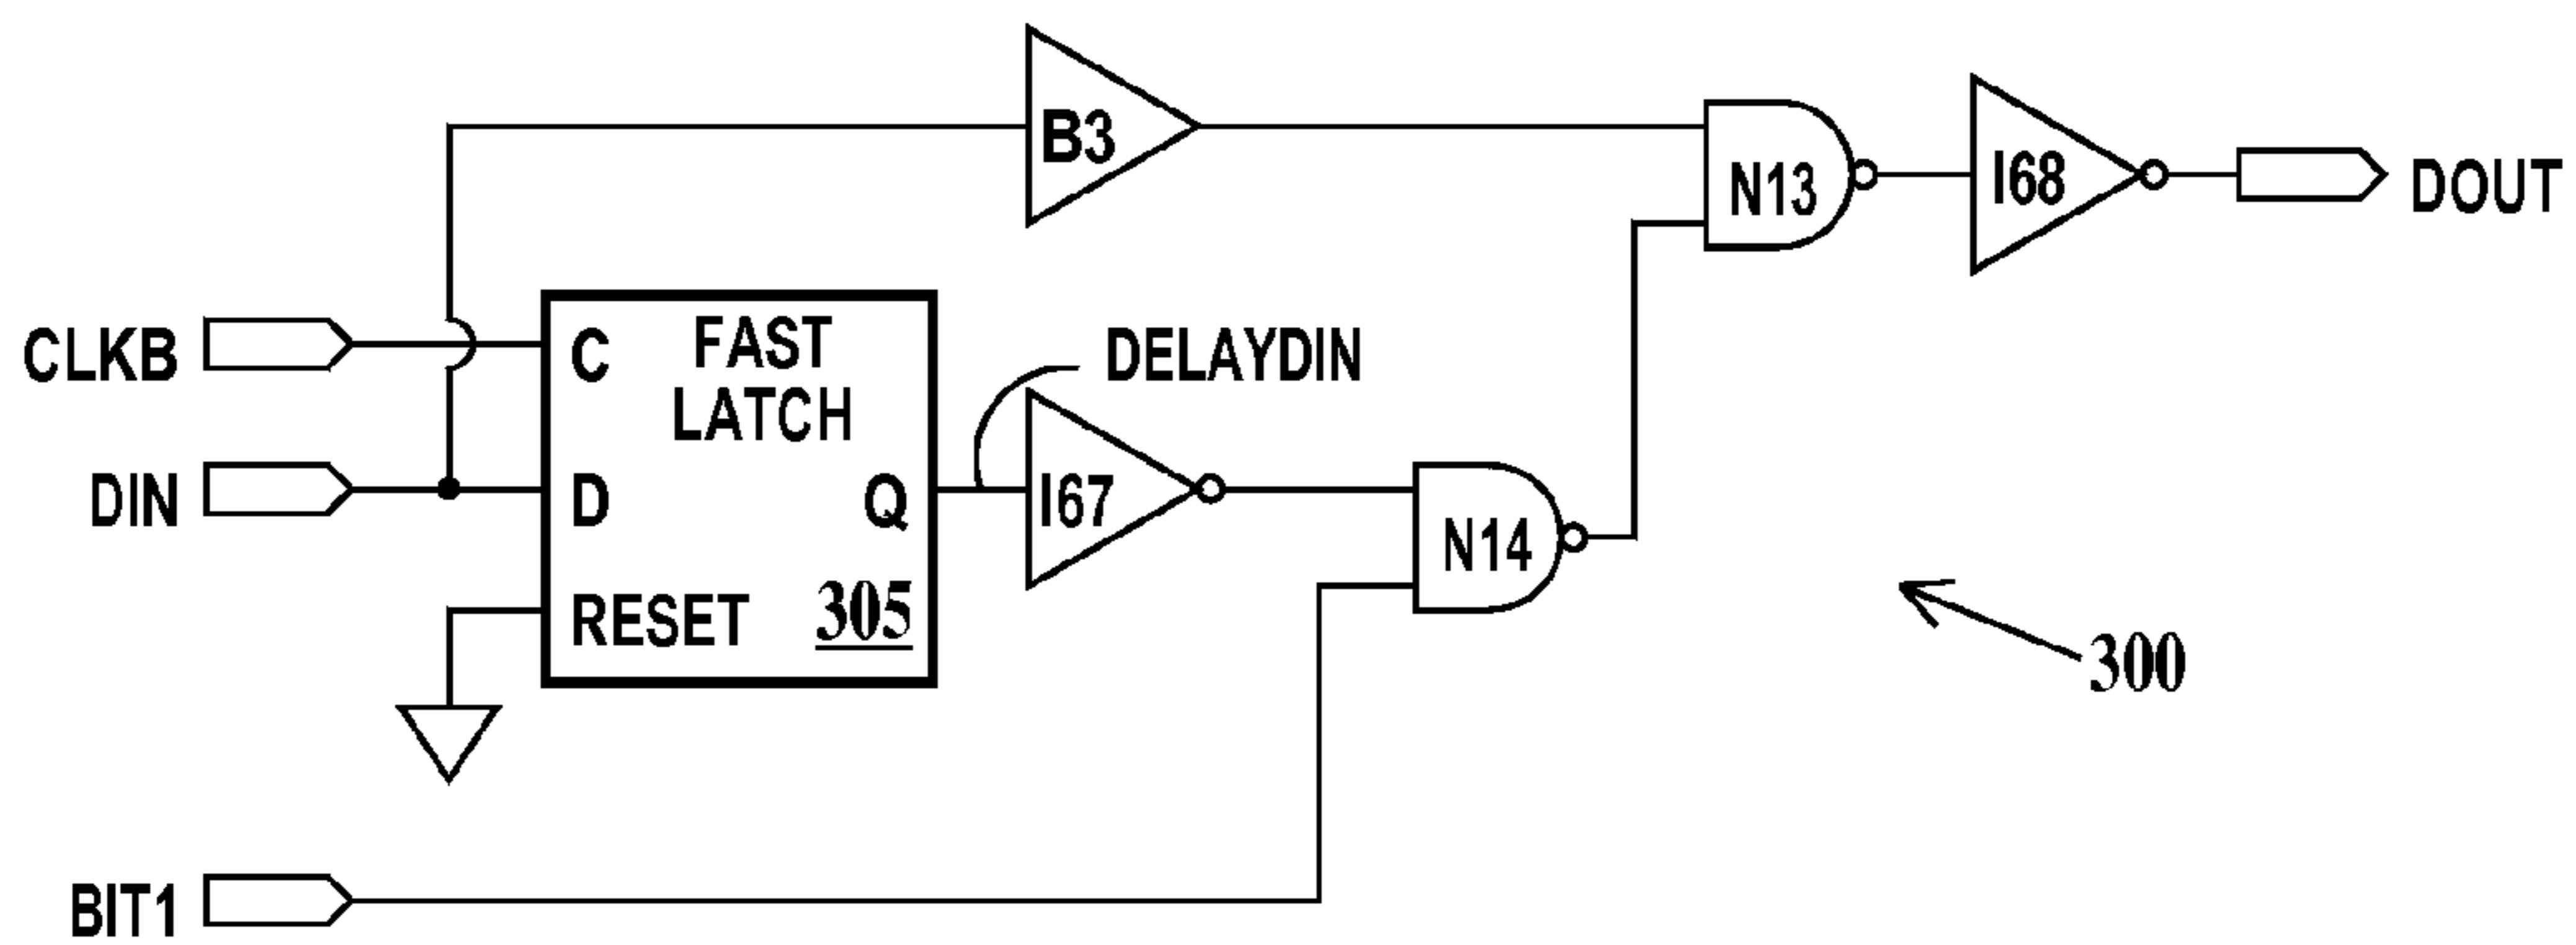 B3
N13
I68
DOUT
CLKB
C
FAST
LATCH
DELAYDIN
DIN
D
Q
I67
N14
RESET
305
300
BIT1